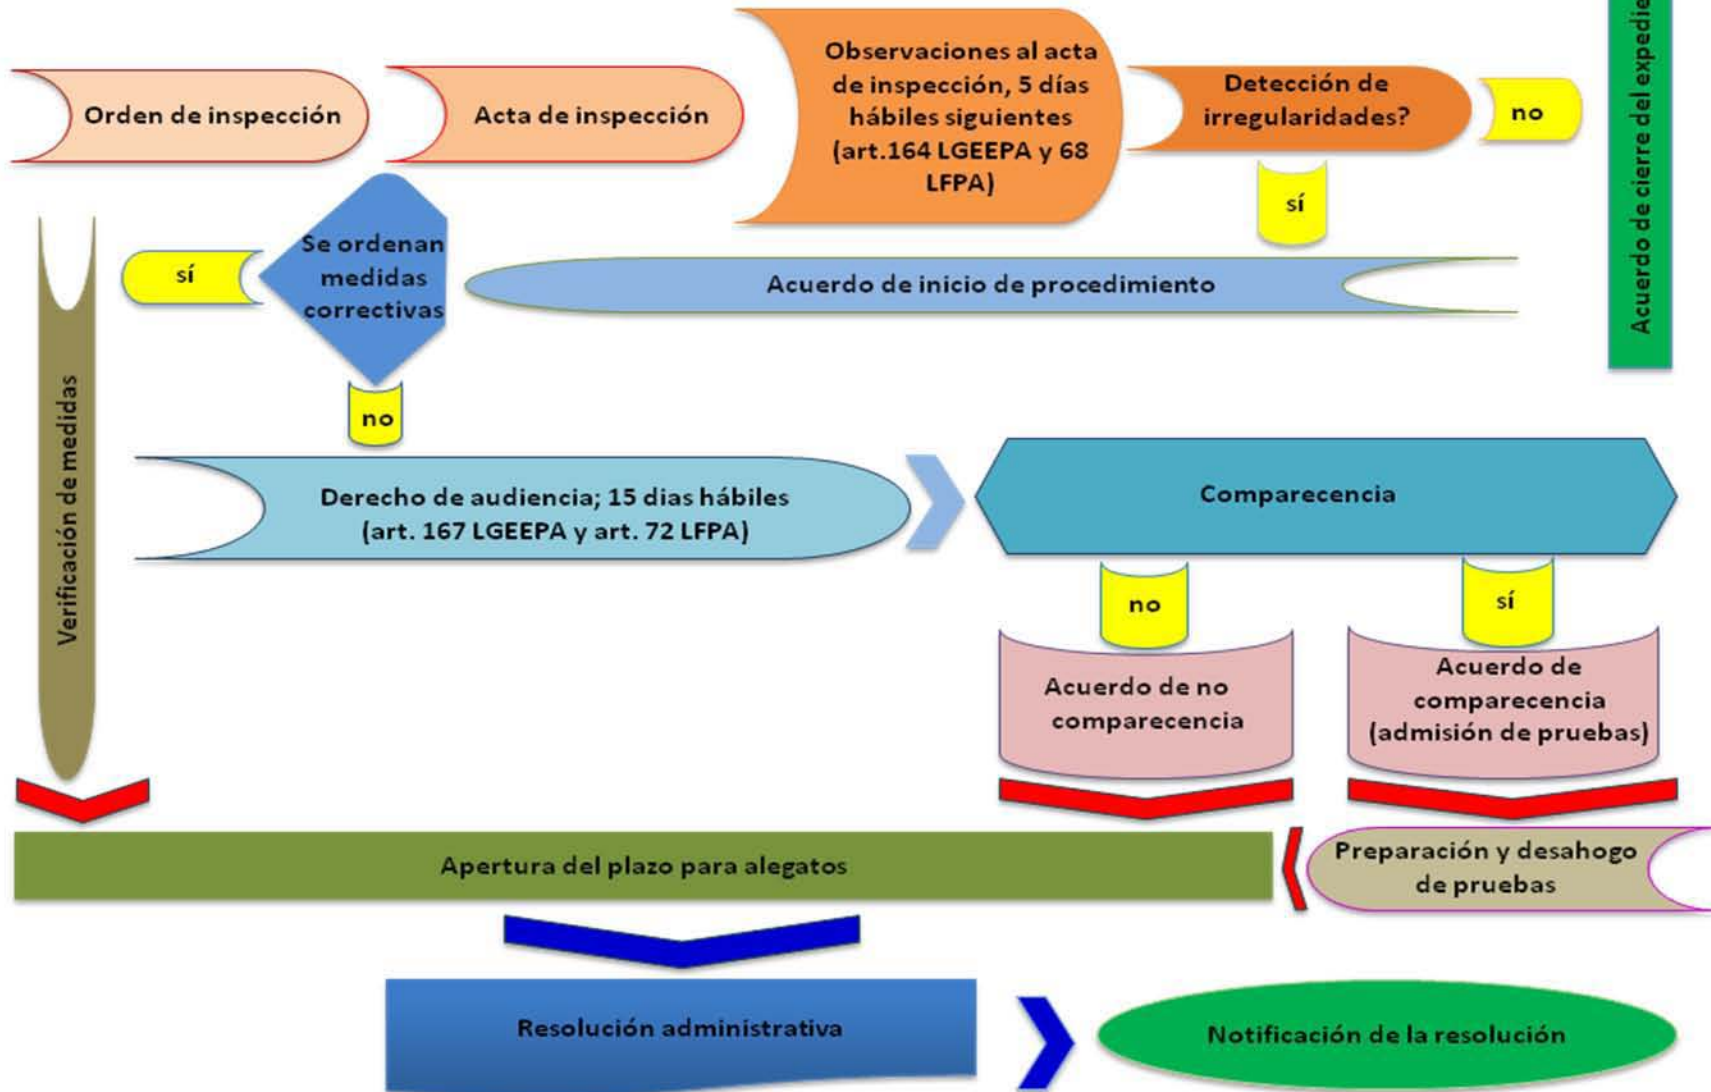 Orden de inspección
Acta de inspección
Observaciones al acta
de inspección, 5 días
hábiles siguientes
(art.164 LGEEPA y 68
LFPA)
Detección de
irregularidades?
no
Acuerdo de cierre del
sí
Acuerdo de inicio de procedimiento
Se ordenan
medidas
correctivas
sí
no
Verificación de medidas
Derecho de audiencia; 15 dias hábiles
(art. 167 LGEEPA y art. 72 LFPA)
Comparecencia
no
sí
Acuerdo de no
comparecencia
Acuerdo de
comparecencia
(admisión de pruebas)
Apertura del plazo para alegatos
Preparación y desahogo
de pruebas
Resolución administrativa
Notificación de la resolución